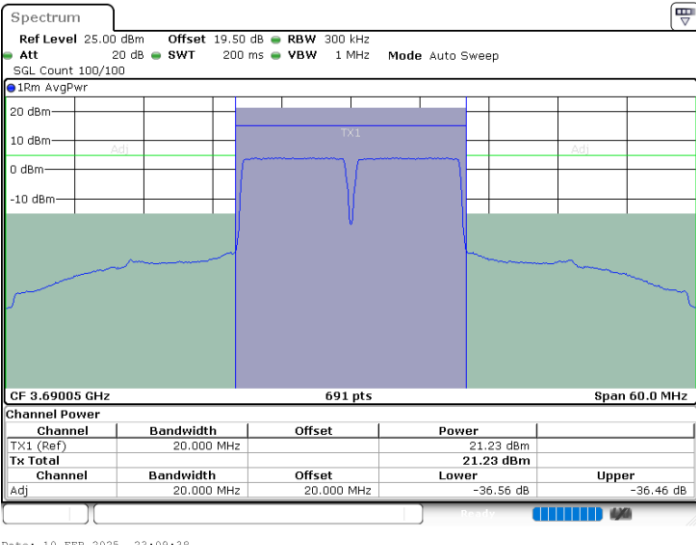 Spectrum
Ref Level 25.00 dBm Offset 19.50 dB RBW 300 kHz
Att 20 dB SWT 200 ms VBW 1 MHz Mode Auto Sweep
SGL Count 100/100
1Rm AvgPwr
20 dBm
TX1
10 dBm
Adj Adj
0 dBm
-10 dBm
CF 3.69005 GHz 691 pts Span 60.0 MHz
Channel Power
Channel Bandwidth Offset Power
TX1 (Ref) 20.000 MHz 21.23 dBm
Tx Total 21.23 dBm
Channel Bandwidth Offset Lower Upper
Adj 20.000 MHz 20.000 MHz -36.56 dB -36.46 dB
Ready